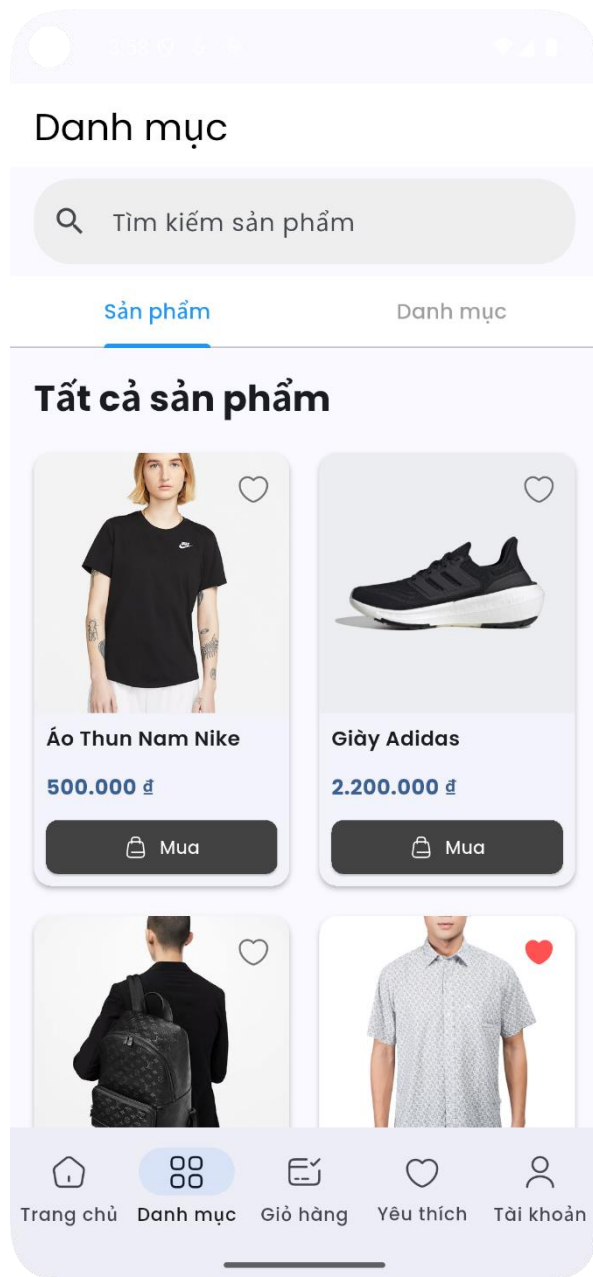 Danh mục
Tìm kiếm sản phẩm
Sản phẩm Danh mục
Tất cả sản phẩm
Áo Thun Nam Nike
500.000 ₫
Mua
Giày Adidas
2.200.000 ₫
Mua
Trang chủ Danh mục Giỏ hàng Yêu thích Tài khoản